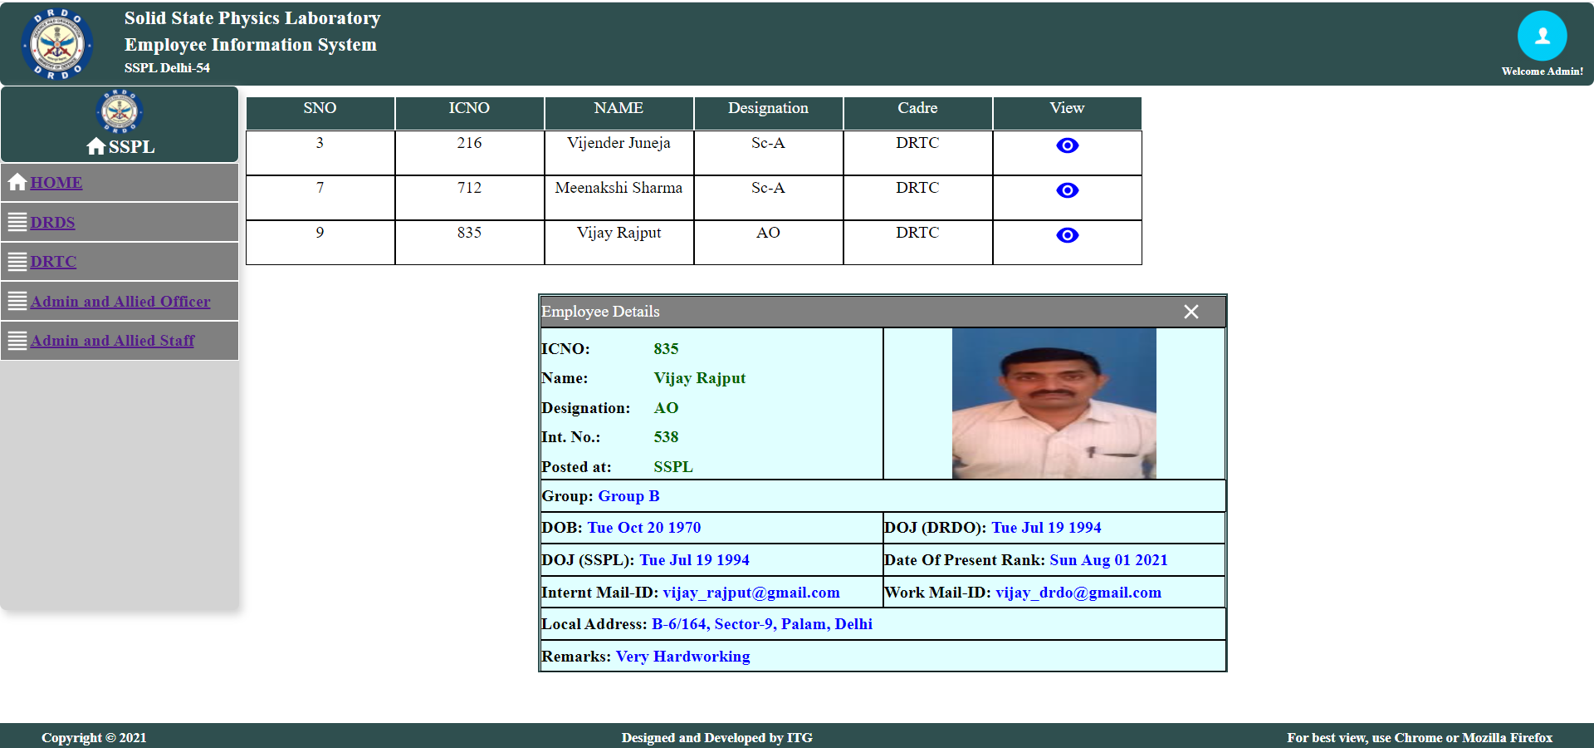 Solid State Physics Laboratory
Employee Information System
SSPL Delhi-54
Welcome Admin!
DRDO
DRDO
SSPL
HOME
DRDS
DRTC
Admin and Allied Officer
Admin and Allied Staff
SNO ICNO NAME Designation Cadre View
3 216 Vijender Juneja Sc-A DRTC
7 712 Meenakshi Sharma Sc-A DRTC
9 835 Vijay Rajput AO DRTC
Employee Details
ICNO: 835
Name: Vijay Rajput
Designation: AO
Int. No.: 538
Posted at: SSPL
Group: Group B
DOB: Tue Oct 20 1970 DOJ (DRDO): Tue Jul 19 1994
DOJ (SSPL): Tue Jul 19 1994 Date Of Present Rank: Sun Aug 01 2021
Internt Mail-ID: vijay_rajput@gmail.com Work Mail-ID: vijay_drdo@gmail.com
Local Address: B-6/164, Sector-9, Palam, Delhi
Remarks: Very Hardworking
Copyright © 2021 Designed and Developed by ITG For best view, use Chrome or Mozilla Firefox